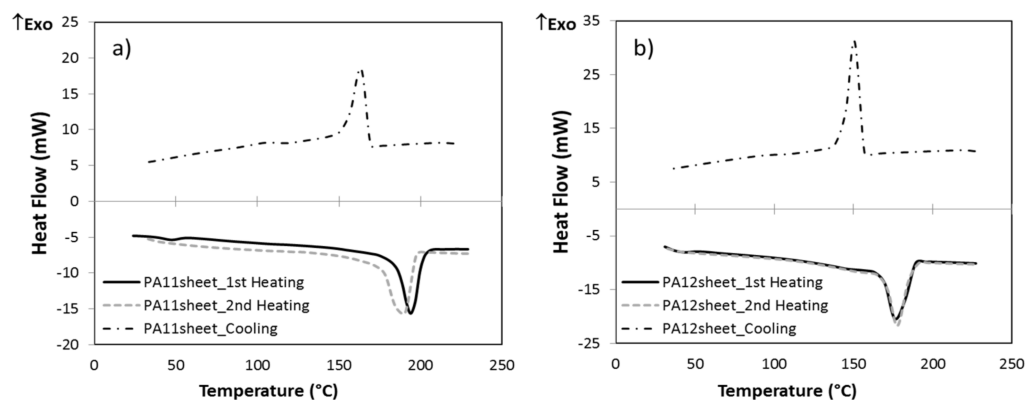 ↑Exo
a)
Heat Flow (mW)
25
20
15
10
5
0
-5
-10
-15
-20
0
50
100
150
200
250
Temperature (°C)
PA11sheet_1st Heating
PA11sheet_2nd Heating
PA11sheet_Cooling
↑Exo
b)
Heat Flow (mW)
35
25
15
5
-5
-15
-25
0
50
100
150
200
250
Temperature (°C)
PA12sheet_1st Heating
PA12sheet_2nd Heating
PA12sheet_Cooling